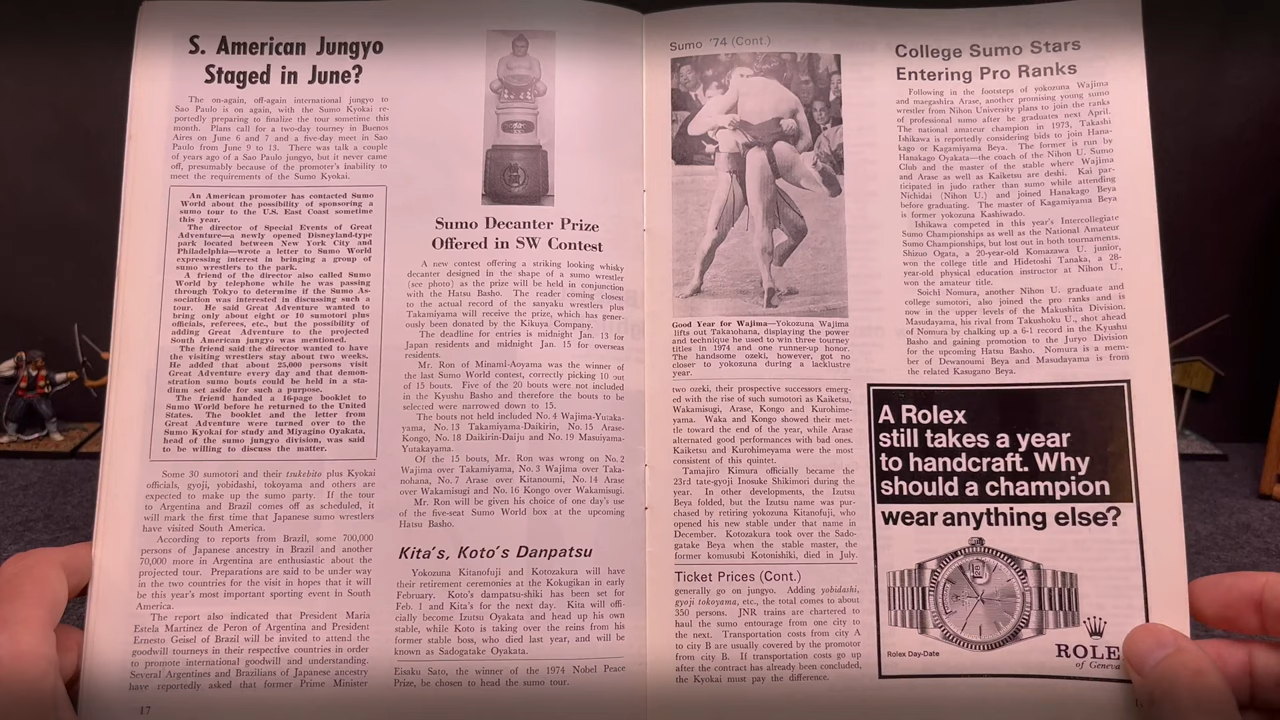 S. American Jungyo
Staged in June?
The on-again, off-again international jungyo to
Sao Paulo is on again, with the Sumo Kyokai re-
portedly preparing to finalize the tour sometime this
month. Plans call for a two-day tourney in Buenos
Aires on June 6 and 7 and a five-day meet in Sao
Paulo from June 9 to 13. There was talk a couple
of years ago of a Sao Paulo jungyo, but it never came
off, presumably because of the promoter's inability to
meet the requirements of the Sumo Kyokai.
An American promoter has contacted Sumo
World about the possibility of sponsoring a
sumo tour to the U.S. East Coast sometime
this year.
The director of Special Events of Great
Adventure—a newly opened Disneyland-type
park located between New York City and
Philadelphia—wrote a letter to Sumo World
expressing interest in bringing a group of
sumo wrestlers to the park.
A friend of the director also called Sumo
World by telephone while he was passing
through Tokyo to determine if the Sumo As-
sociation was interested in discussing such a
tour. He said Great Adventure wanted to
bring only about eight or 10 sumotori plus
officials, referees, etc., but the possibility of
adding Great Adventure to the projected
South American jungyo was mentioned.
The friend said the director wanted to have
the visiting wrestlers stay about two weeks.
He added that about 25,000 persons visit
Great Adventure every day and that demon-
stration sumo bouts could be held in a sta-
dium set aside for such a purpose.
The friend handed a 16-page booklet to
Sumo World before he returned to the United
States. The booklet and the letter from
Great Adventure were turned over to the
Sumo Kyokai for study and Miyagino Oyakata,
head of the sumo jungyo division, was said
to be willing to discuss the matter.
Some 30 sumotori and their tsukebito plus Kyokai
officials, gyoji, yobidashi, tokoyama and others are
expected to make up the sumo party. If the tour
to Argentina and Brazil comes off as scheduled, it
will mark the first time that Japanese sumo wrestlers
have visited South America.
According to reports from Brazil, some 700,000
persons of Japanese ancestry in Brazil and another
70,000 more in Argentina are enthusiastic about the
projected tour. Preparations are said to be under way
in the two countries for the visit in hopes that it will
be this year's most important sporting event in South
America.
The report also indicated that President Maria
Estela Martinez de Peron of Argentina and President
Ernesto Geisel of Brazil will be invited to attend the
goodwill tourneys in their respective countries in order
to promote international goodwill and understanding.
Several Argentines and Brazilians of Japanese ancestry
have reportedly asked that former Prime Minister
17
Sumo Decanter Prize
Offered in SW Contest
A new contest offering a striking looking whisky
decanter designed in the shape of a sumo wrestler
(see photo) as the prize will be held in conjunction
with the Hatsu Basho. The reader coming closest
to the actual record of the sanyaku wrestlers plus
Takamiyama will receive the prize, which has gener-
ously been donated by the Kikuya Company.
The deadline for entries is midnight Jan. 13 for
Japan residents and midnight Jan. 15 for overseas
residents.
Mr. Ron of Minami-Aoyama was the winner of
the last Sumo World contest, correctly picking 10 out
of 15 bouts. Five of the 20 bouts were not included
in the Kyushu Basho and therefore the bouts to be
selected were narrowed down to 15.
The bouts not held included No. 4 Wajima-Yutaka-
yama, No. 13 Takamiyama-Daikirin, No. 15 Arase-
Kongo, No. 18 Daikirin-Daiju and No. 19 Masuiyama-
Yutakayama.
Of the 15 bouts, Mr. Ron was wrong on No. 2
Wajima over Takamiyama, No. 3 Wajima over Taka-
nohana, No. 7 Arase over Kitanoumi, No. 14 Arase
over Wakamisugi and No. 16 Kongo over Wakamisugi.
Mr. Ron will be given his choice of one day's use
of the five-seat Sumo World box at the upcoming
Hatsu Basho.
Kita's, Koto's Danpatsu
Yokozuna Kitanofuji and Kotozakura will have
their retirement ceremonies at the Kokugikan in early
February. Koto's dampatsu-shiki has been set for
Feb. 1 and Kita's for the next day. Kita will offi-
cially become Izutsu Oyakata and head up his own
stable, while Koto is taking over the reins from his
former stable boss, who died last year, and will be
known as Sadogatake Oyakata.
Eisaku Sato, the winner of the 1974 Nobel Peace
Prize, be chosen to head the sumo tour.
Sumo '74 (Cont.)
Good Year for Wajima—Yokozuna Wajima
lifts out Takanohana, displaying the power
and technique he used to win three tourney
titles in 1974 and one runner-up honor.
The handsome ozeki, however, got no
closer to yokozuna during a lacklustre
year.
two ozeki, their prospective successors emerg-
ed with the rise of such sumotori as Kaiketsu,
Wakamisugi, Arase, Kongo and Kurohime-
yama. Waka and Kongo showed their met-
tle toward the end of the year, while Arase
alternated good performances with bad ones.
Kaiketsu and Kurohimeyama were the most
consistent of this quintet.
Tamajiro Kimura officially became the
23rd tate-gyoji Inosuke Shikimori during the
year. In other developments, the Izutsu
Beya folded, but the Izutsu name was pur-
chased by retiring yokozuna Kitanofuji, who
opened his new stable under that name in
December. Kotozakura took over the Sado-
gatake Beya when the stable master, the
former komusubi Kotonishiki, died in July.
Ticket Prices (Cont.)
generally go on jungyo. Adding yobidashi,
gyoji tokoyama, etc., the total comes to about
350 persons. JNR trains are chartered to
haul the sumo entourage from one city to
the next. Transportation costs from city A
to city B are usually covered by the promotor
from city B. If transportation costs go up
after the contract has already been concluded,
the Kyokai must pay the difference.
College Sumo Stars
Entering Pro Ranks
Following in the footsteps of yokozuna Wajima
and maegashira Arase, another promising young sumo
wrestler from Nihon University plans to join the ranks
of professional sumo after he graduates next April.
The national amateur champion in 1973, Takashi
Ishikawa is reportedly considering bids to join Hana-
kago or Kagamiyama Beya. The former is run by
Hanakago Oyakata—the coach of the Nihon U. Sumo
Club and the master of the stable where Wajima
and Arase as well as Kaiketsu are deshi. Kai par-
ticipated in judo rather than sumo while attending
Nichidai (Nihon U.) and joined Hanakago Beya
before graduating. The master of Kagamiyama Beya
is former yokozuna Kashiwado.
Ishikawa competed in this year's Intercollegiate
Sumo Championships as well as the National Amateur
Sumo Championships, but lost out in both tournaments.
Shizuo Ogata, a 20-year-old Komazawa U. junior,
won the college title and Hidetoshi Tanaka, a 28-
year-old physical education instructor at Nihon U.,
won the amateur title.
Soichi Nomura, another Nihon U. graduate and
college sumotori, also joined the pro ranks and is
now in the upper levels of the Makushita Division.
Masudayama, his rival from Takushoku U., shot ahead
of Nomura by chalking up a 6-1 record in the Kyushu
Basho and gaining promotion to the Juryo Division
for the upcoming Hatsu Basho. Nomura is a mem-
ber of Dewanoumi Beya and Masudayama is from
the related Kasugano Beya.
A Rolex
still takes a year
to handcraft. Why
should a champion
wear anything else?
Rolex Day-Date
ROLE
of Geneva